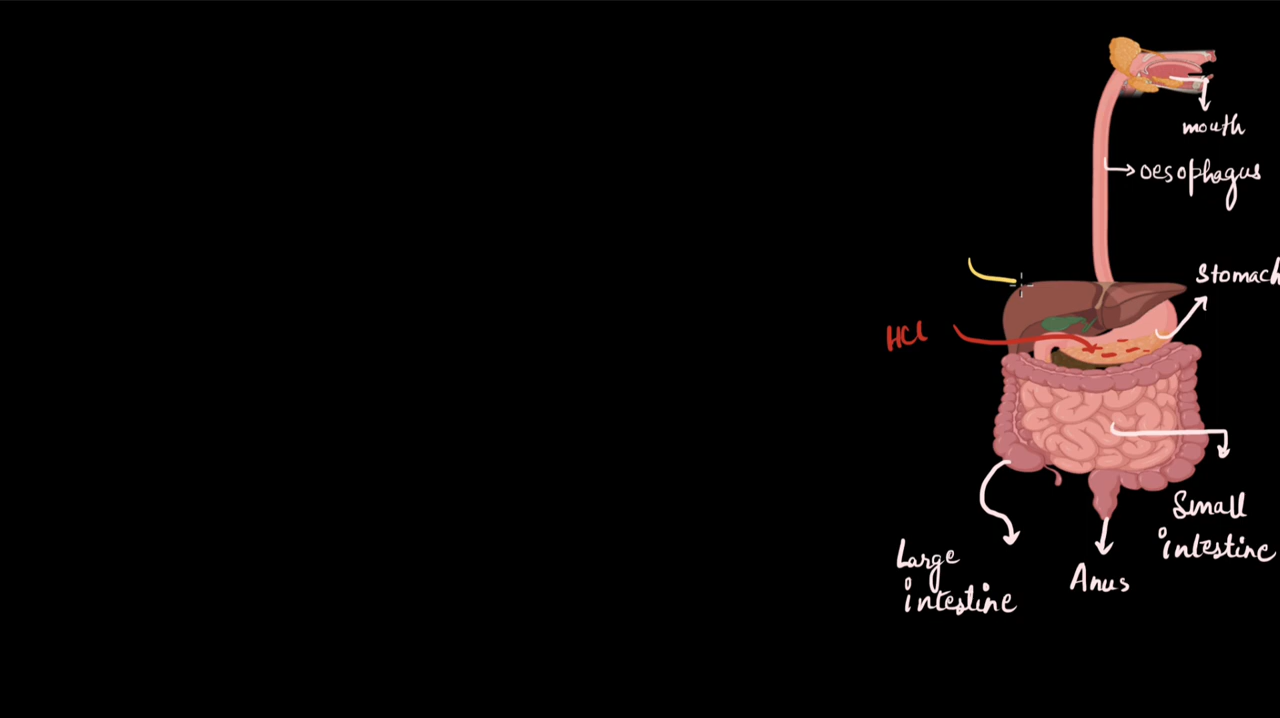 mouth
oesophagus
Stomach
HCl
Small
intestine
Large
intestine
Anus